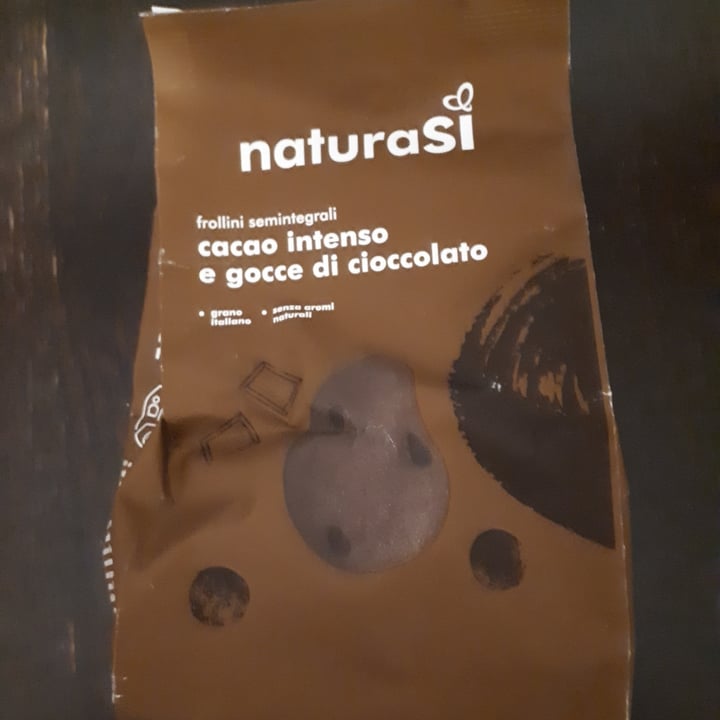 naturasì
frollini semintegrali
cacao intenso
e gocce di cioccolato
• grano
italiano
• senza aromi
naturali